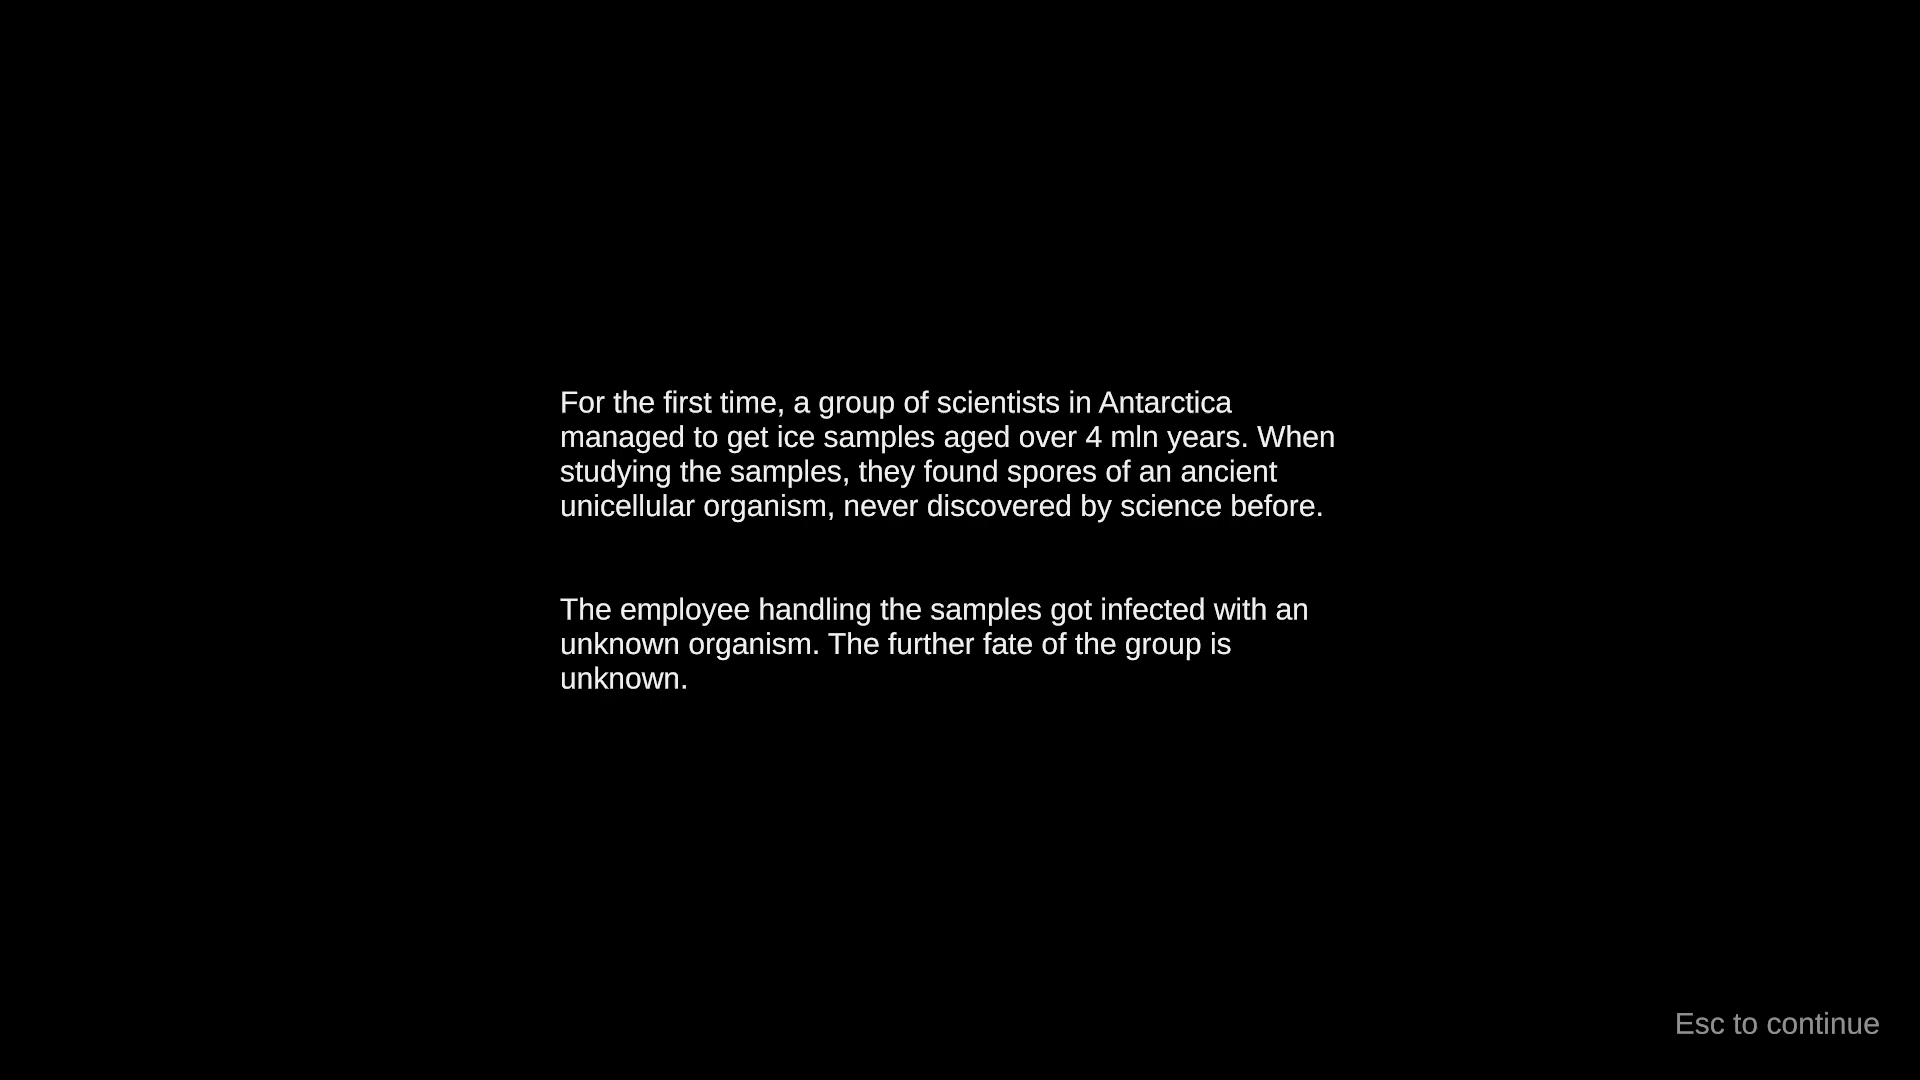 For the first time, a group of scientists in Antarctica
managed to get ice samples aged over 4 mln years. When
studying the samples, they found spores of an ancient
unicellular organism, never discovered by science before.
The employee handling the samples got infected with an
unknown organism. The further fate of the group is
unknown.
Esc to continue